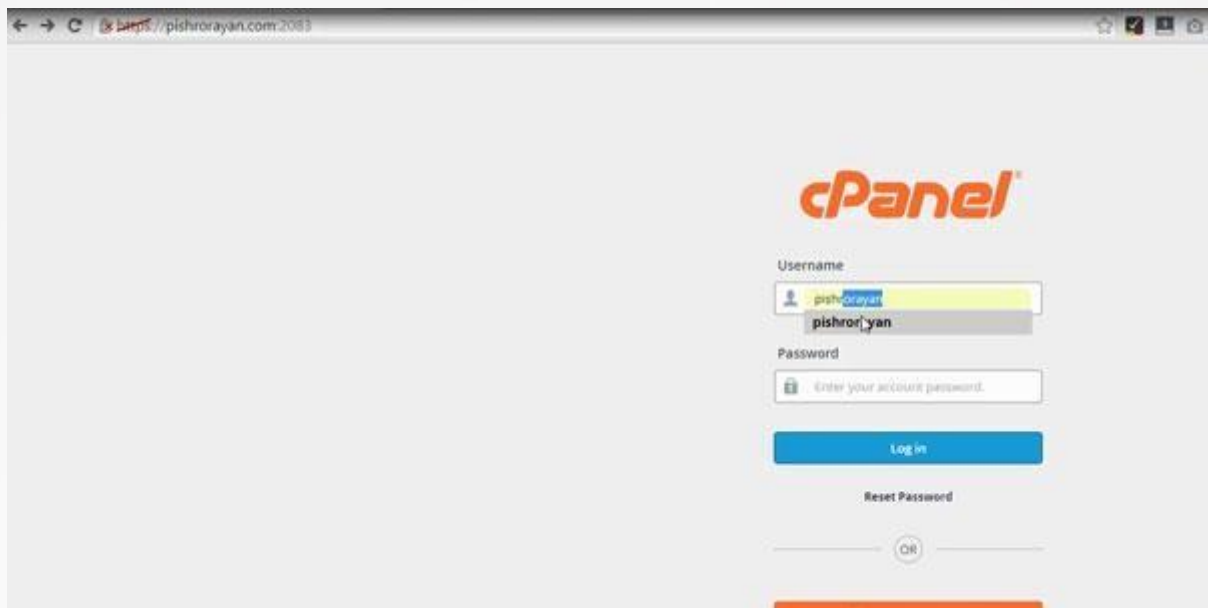 https://pishrorayan.com:2083
cPanel®
Username
pishrorayan
pishrorayan
Password
Enter your account password.
Log in
Reset Password
OR